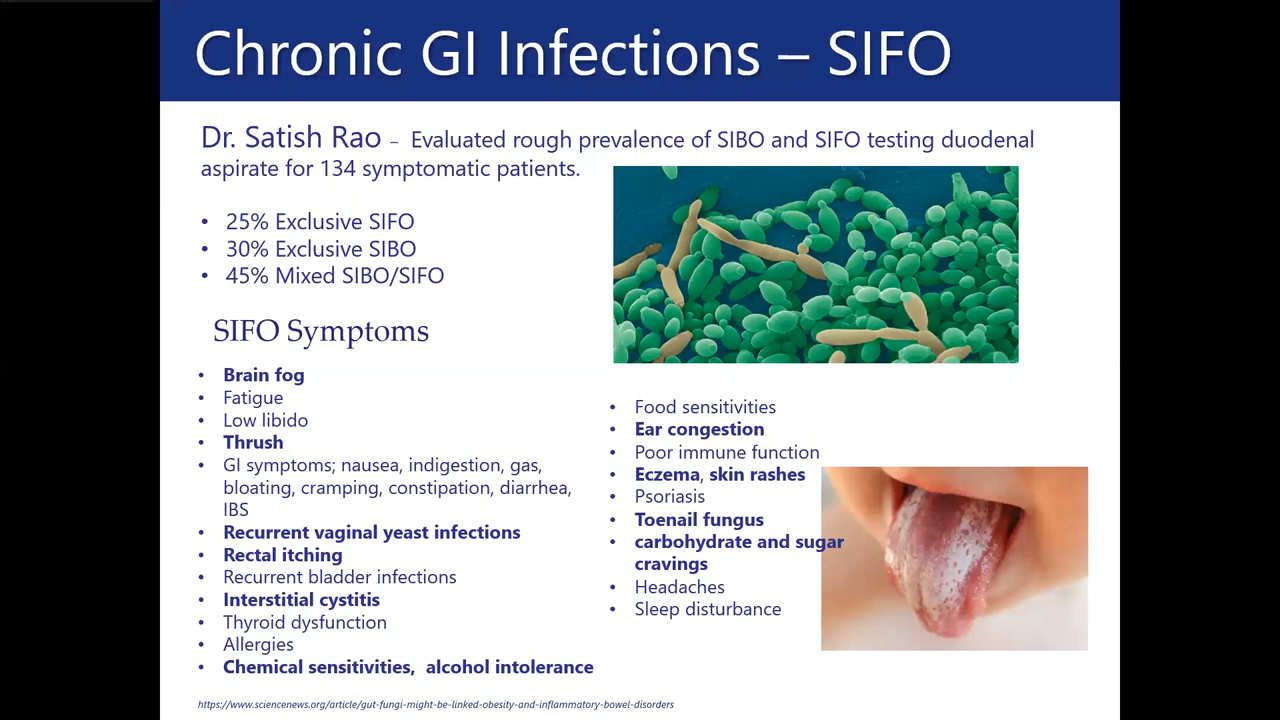 Chronic GI Infections – SIFO
Dr. Satish Rao – Evaluated rough prevalence of SIBO and SIFO testing duodenal
aspirate for 134 symptomatic patients.
• 25% Exclusive SIFO
• 30% Exclusive SIBO
• 45% Mixed SIBO/SIFO
SIFO Symptoms
• Brain fog
• Fatigue
• Low libido
• Thrush
• GI symptoms; nausea, indigestion, gas,
bloating, cramping, constipation, diarrhea,
IBS
• Recurrent vaginal yeast infections
• Rectal itching
• Recurrent bladder infections
• Interstitial cystitis
• Thyroid dysfunction
• Allergies
• Chemical sensitivities, alcohol intolerance
• Food sensitivities
• Ear congestion
• Poor immune function
• Eczema, skin rashes
• Psoriasis
• Toenail fungus
• carbohydrate and sugar
cravings
• Headaches
• Sleep disturbance
https://www.sciencenews.org/article/gut-fungi-might-be-linked-obesity-and-inflammatory-bowel-disorders